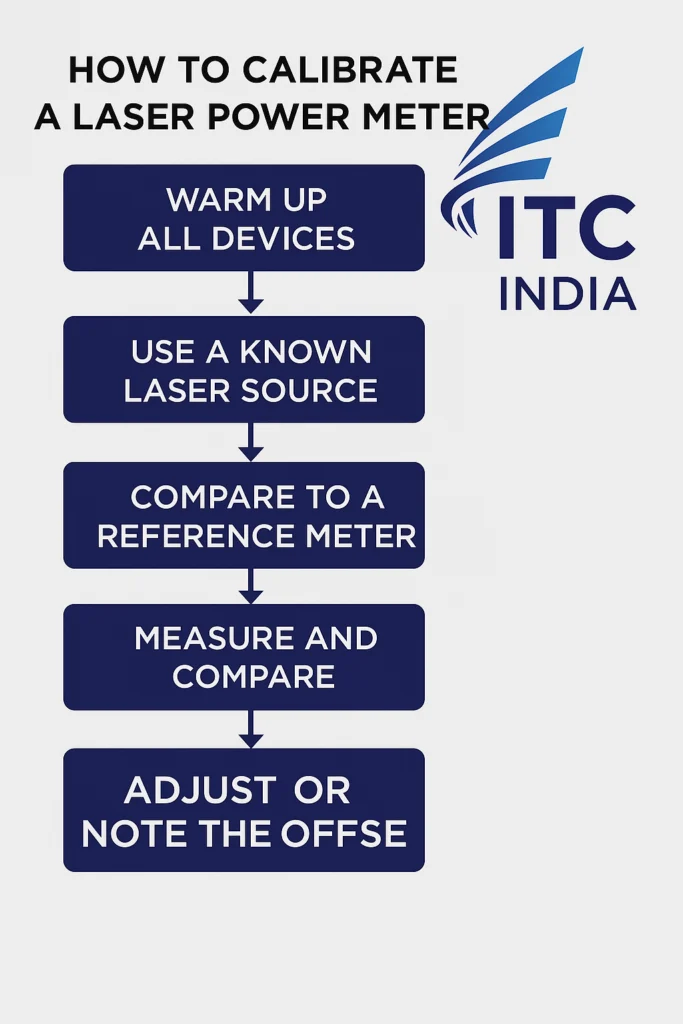 HOW TO CALIBRATE
A LASER POWER METER
ITC
INDIA
WARM UP
ALL DEVICES
USE A KNOWN
LASER SOURCE
COMPARE TO A
REFERENCE METER
MEASURE AND
COMPARE
ADJUST OR
NOTE THE OFFSE